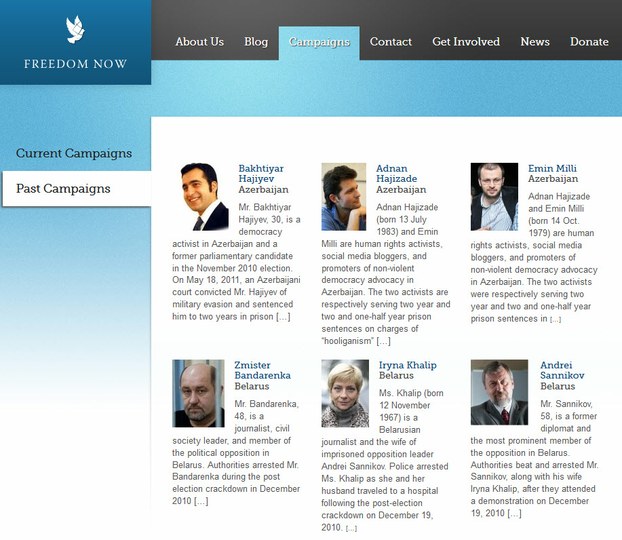 FREEDOM NOW
About Us Blog Campaigns Contact Get Involved News Donate
Current Campaigns
Past Campaigns
Bakhtiyar
Hajiyev
Azerbaijan
Mr. Bakhtiyar
Hajiyev, 30, is a
democracy
activist in Azerbaijan and a
former parliamentary candidate
in the November 2010 election.
On May 18, 2011, an Azerbaijani
court convicted Mr. Hajiyev of
military evasion and sentenced
him to two years in prison [...]
Adnan
Hajizade
Azerbaijan
Adnan Hajizade
(born 13 July
1983) and Emin
Milli are human rights activists,
social media bloggers, and
promoters of non-violent
democracy advocacy in
Azerbaijan. The two activists are
respectively serving two year and
two and one-half year prison
sentences on charges of
“hooliganism” [...]
Emin Milli
Azerbaijan
Adnan Hajizade
and Emin Milli
(born 14 Oct.
1979) are human
rights activists, social media
bloggers, and promoters of
non-violent democracy advocacy
in Azerbaijan. The two activists
were respectively serving two
year and two and one-half year
prison sentences in [...]
Zmister
Bandarenka
Belarus
Mr. Bandarenka,
48, is a
journalist, civil
society leader, and member of
the political opposition in
Belarus. Authorities arrested Mr.
Bandarenka during the post
election crackdown in December
2010 [...]
Iryna Khalip
Belarus
Ms. Khalip (born
12 November
1967) is a
Belarusian
journalist and the wife of
imprisoned opposition leader
Andrei Sannikov. Police arrested
Ms. Khalip as she and her
husband traveled to a hospital
following the post-election
crackdown on December 19,
2010. [...]
Andrei
Sannikov
Belarus
Mr. Sannikov,
58, is a former
diplomat and
the most prominent member of
the opposition in Belarus.
Authorities beat and arrested Mr.
Sannikov, along with his wife
Iryna Khalip, after they attended
a demonstration on December
19, 2010 [...]